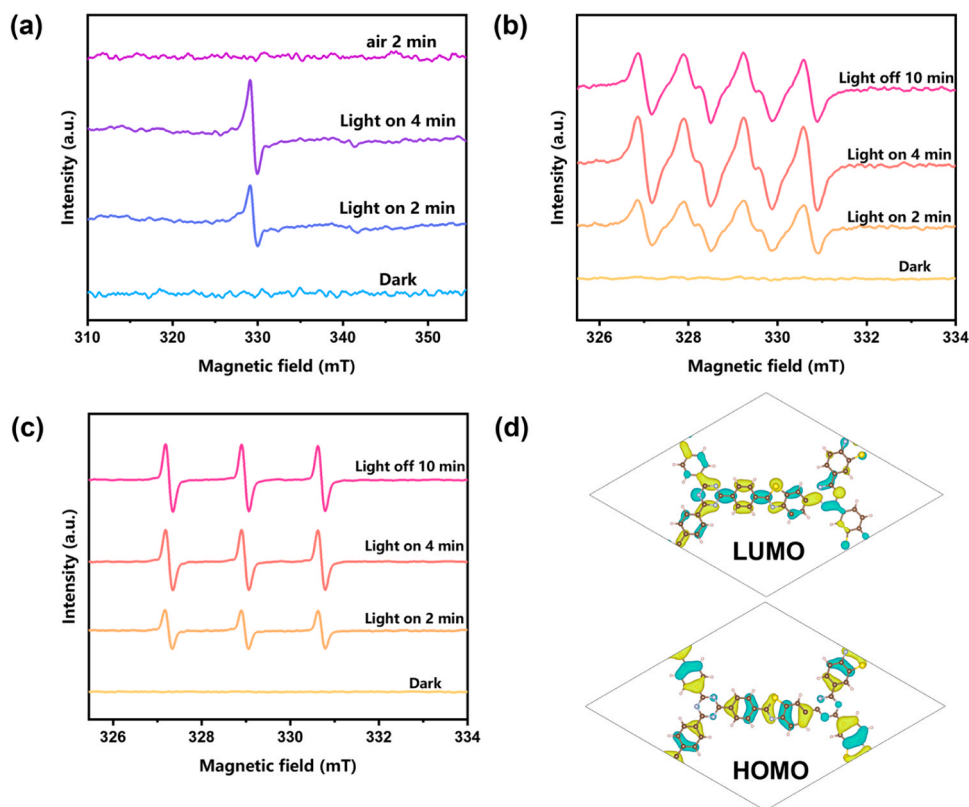 (a)
air 2 min
Light on 4 min
Light on 2 min
Dark
Intensity (a.u.)
310 320 330 340 350
Magnetic field (mT)
(b)
Light off 10 min
Light on 4 min
Light on 2 min
Dark
Intensity (a.u.)
326 328 330 332 334
Magnetic field (mT)
(c)
Light off 10 min
Light on 4 min
Light on 2 min
Dark
Intensity (a.u.)
326 328 330 332 334
Magnetic field (mT)
(d)
LUMO
HOMO